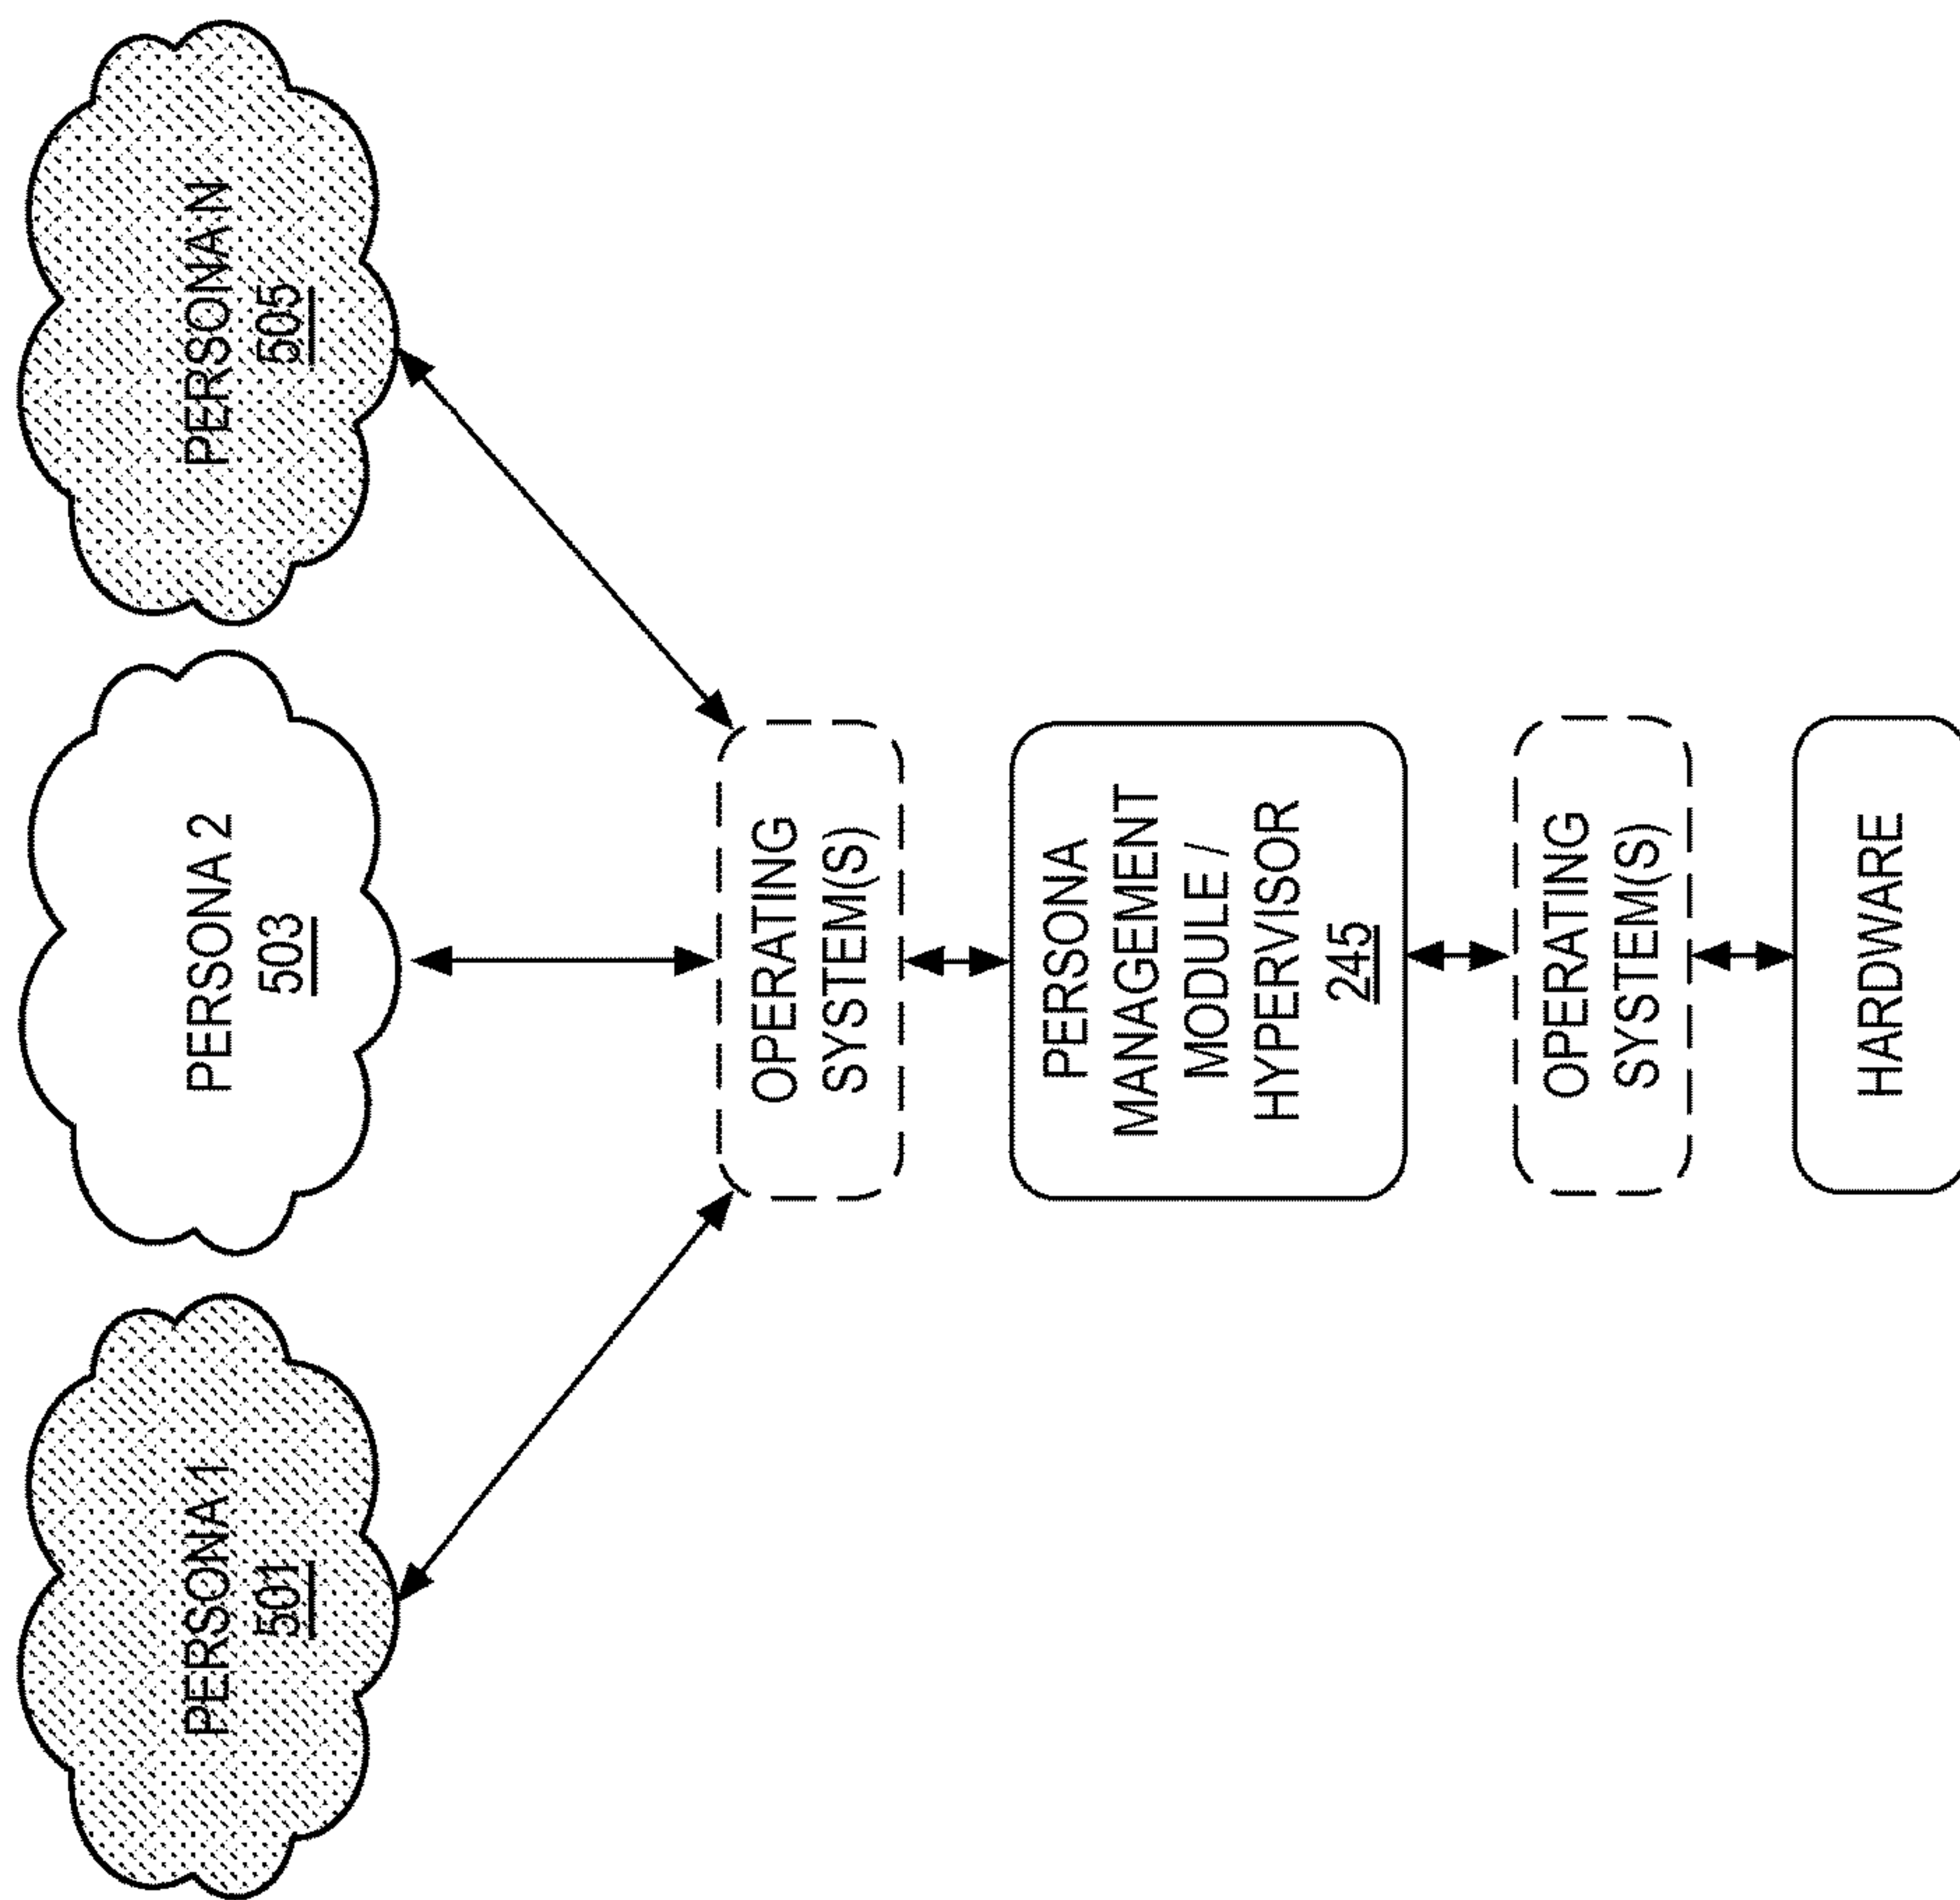 PERSONA 1
501
PERSONA 2
503
PERSONA N
505
OPERATING
SYSTEM(S)
PERSONA
MANAGEMENT
MODULE /
HYPERVISOR
245
OPERATING
SYSTEM(S)
HARDWARE